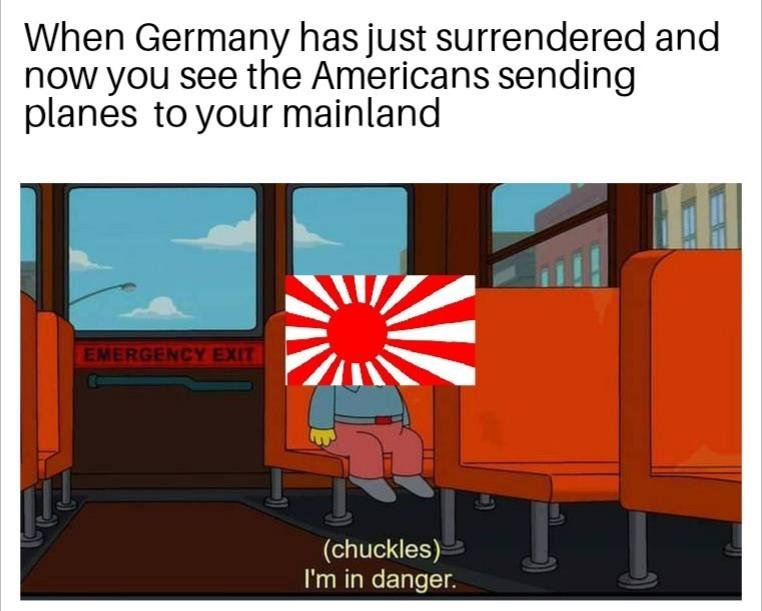 When Germany has just surrendered and
now you see the Americans sending
planes to your mainland
EMERGENCY EXIT
(chuckles)
I'm in danger.